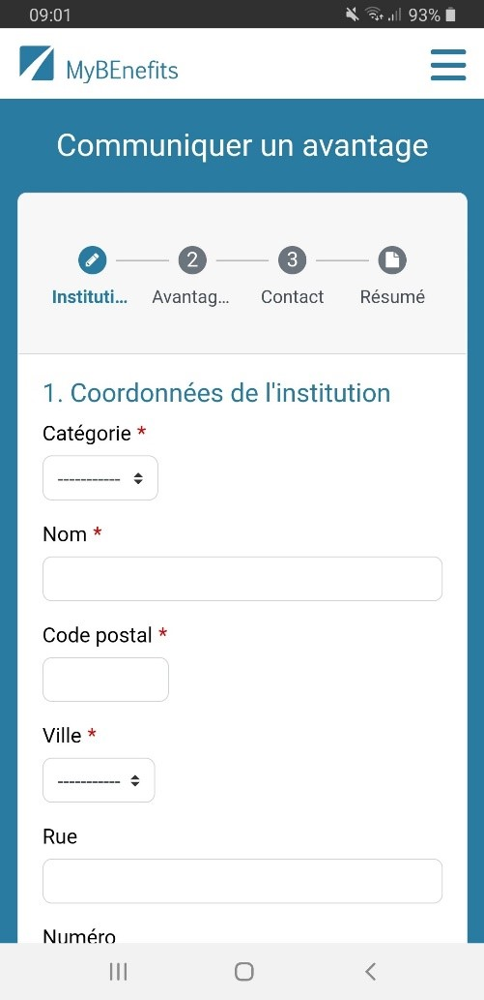 09:01 93%
MyBEnefits
Communiquer un avantage
2 3
Instituti... Avantag... Contact Résumé
1. Coordonnées de l'institution
Catégorie *
-----------
Nom *
Code postal *
Ville *
-----------
Rue
Numéro